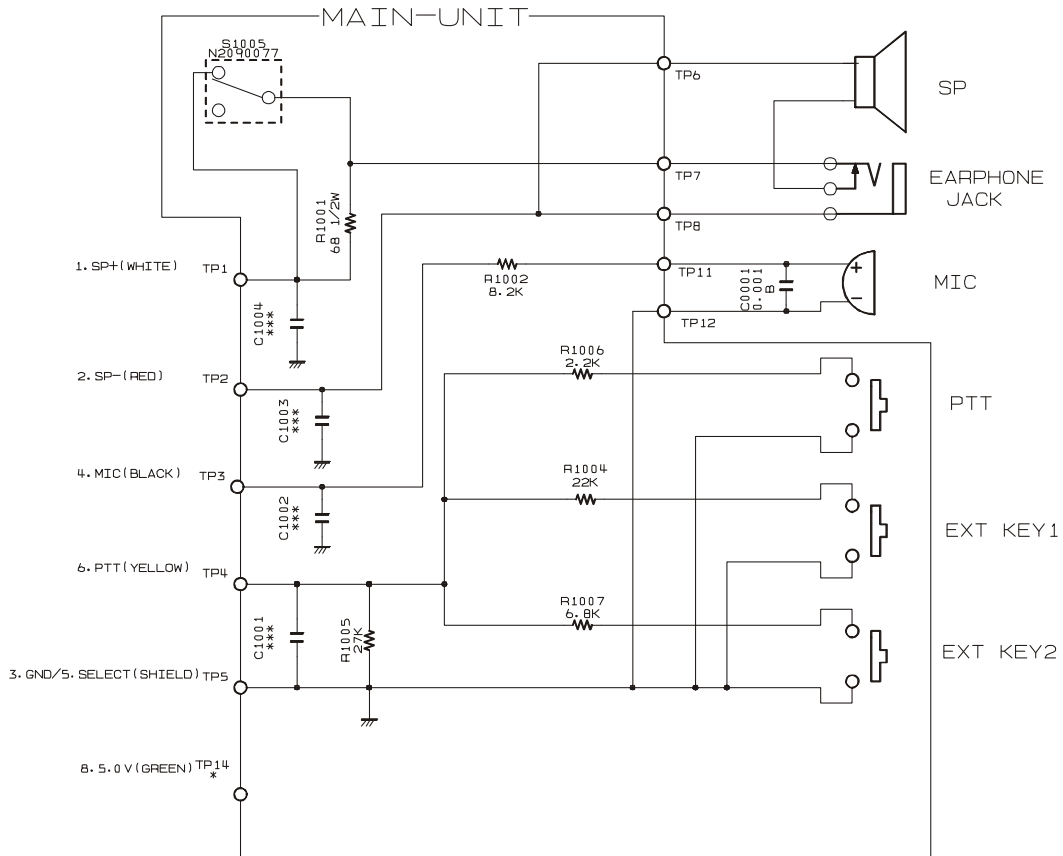 MAIN-UNIT
S1005
N2090077
TP6
SP
TP7
EARPHONE
JACK
R1001
68 1/2W
TP8
1.SP+(WHITE)
TP1
R1002
8.2K
TP11
C0001
0.001
B
+
−
MIC
C1004
***
TP12
R1006
2.2K
2.SP-(RED)
TP2
PTT
C1003
***
4.MIC(BLACK)
TP3
R1004
22K
C1002
***
EXT KEY1
6.PTT(YELLOW)
TP4
R1007
6.8K
C1001
***
R1005
27K
EXT KEY2
3.GND/5.SELECT(SHIELD)
TP5
8.5.0V(GREEN)
TP14
*